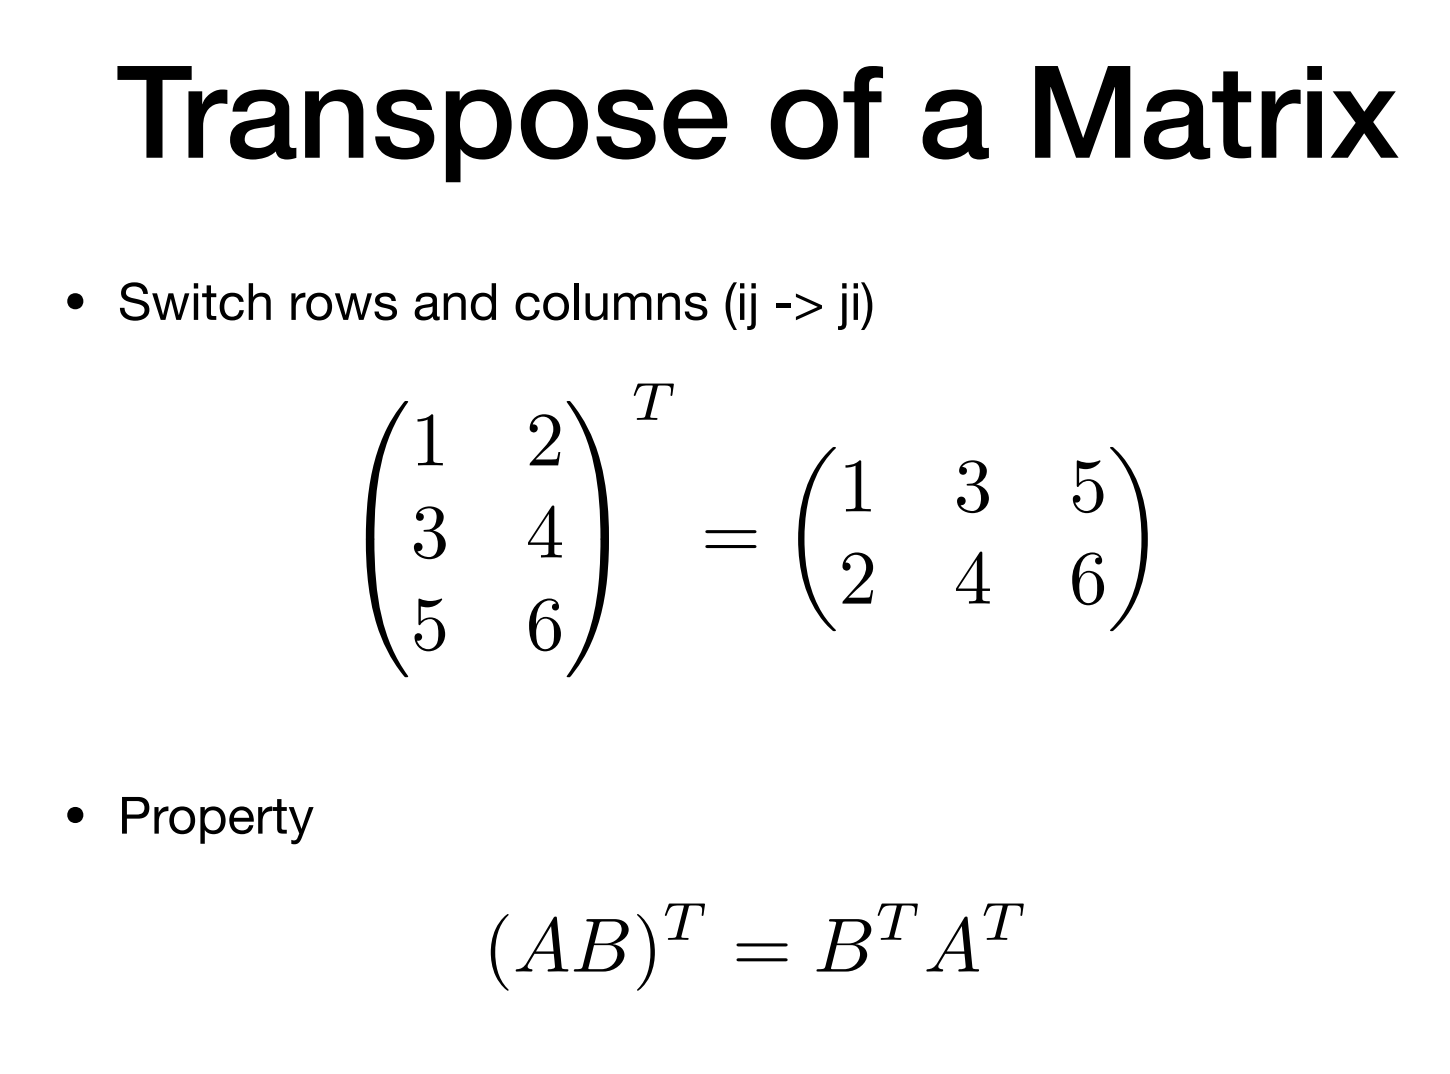 Transpose of a Matrix
• Switch rows and columns (ij -> ji)
$\begin{pmatrix} 1 & 2 \\ 3 & 4 \\ 5 & 6 \end{pmatrix}^T = \begin{pmatrix} 1 & 3 & 5 \\ 2 & 4 & 6 \end{pmatrix}$
• Property
$(AB)^T = B^T A^T$